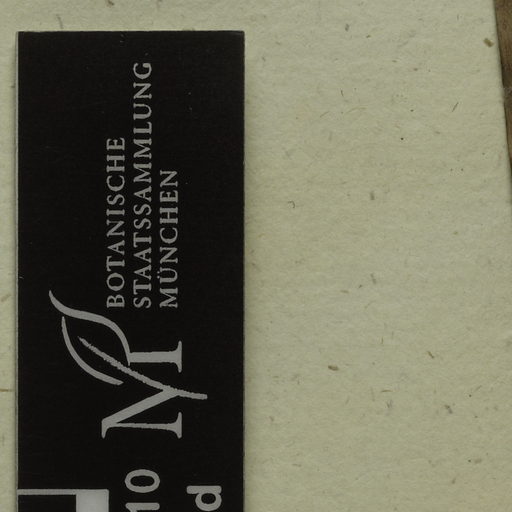 BOTANISCHE
STAATSSAMMLUNG
MÜNCHEN
M
10
d